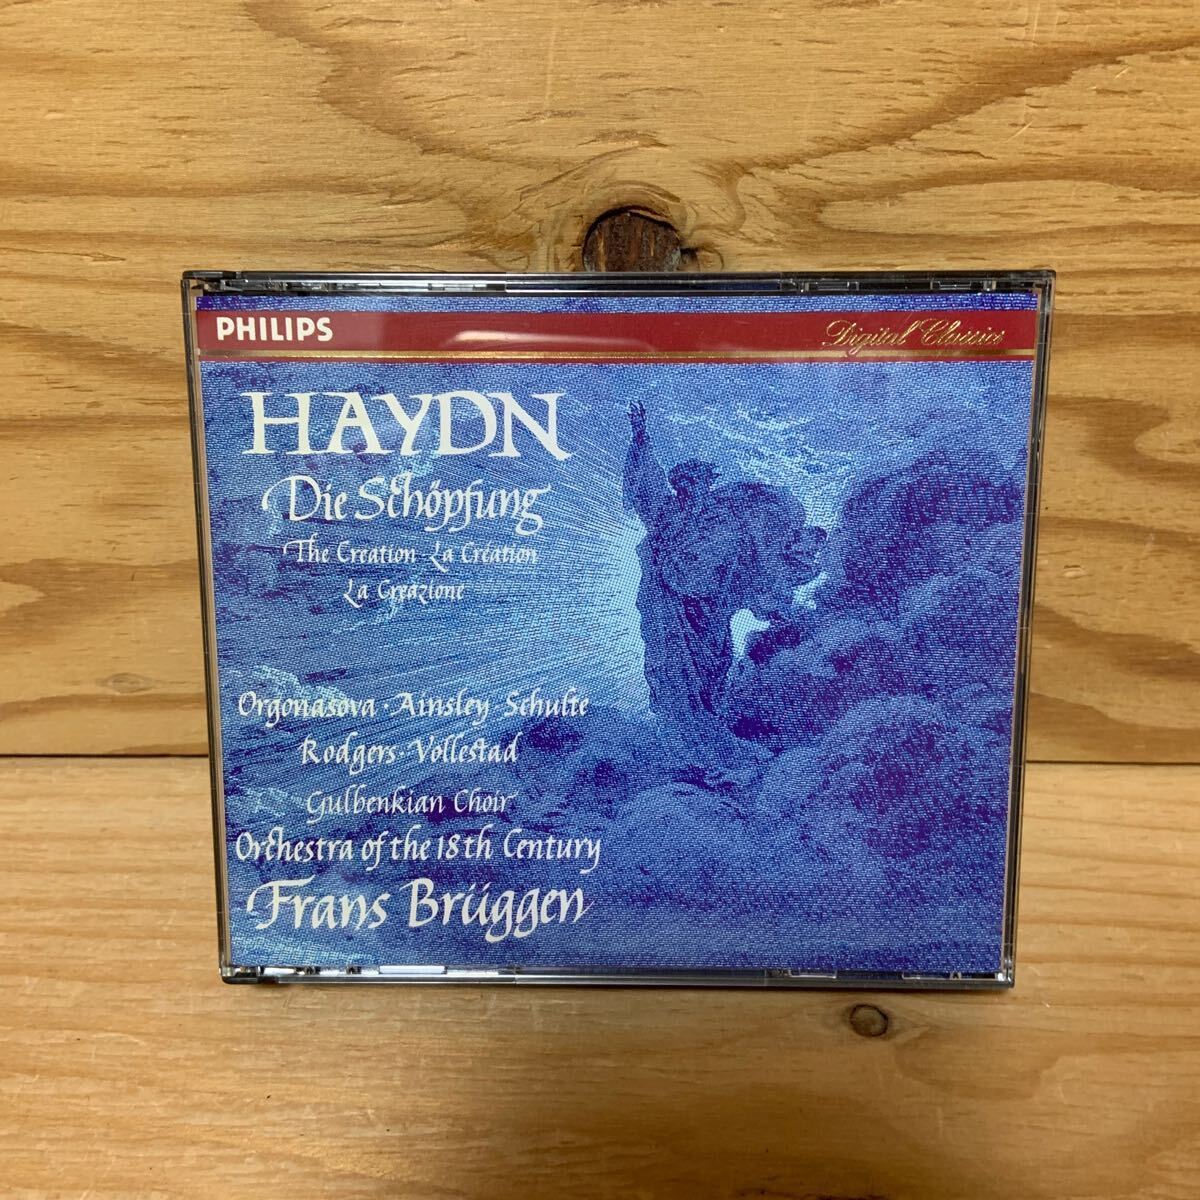 PHILIPS
Digital Classics
HAYDN
Die Schöpfung
The Creation · La Création
La Creazione
Orgonasova · Ainsley · Schulte
Rodgers · Vollestad
Gulbenkian Choir
Orchestra of the 18th Century
Frans Brüggen